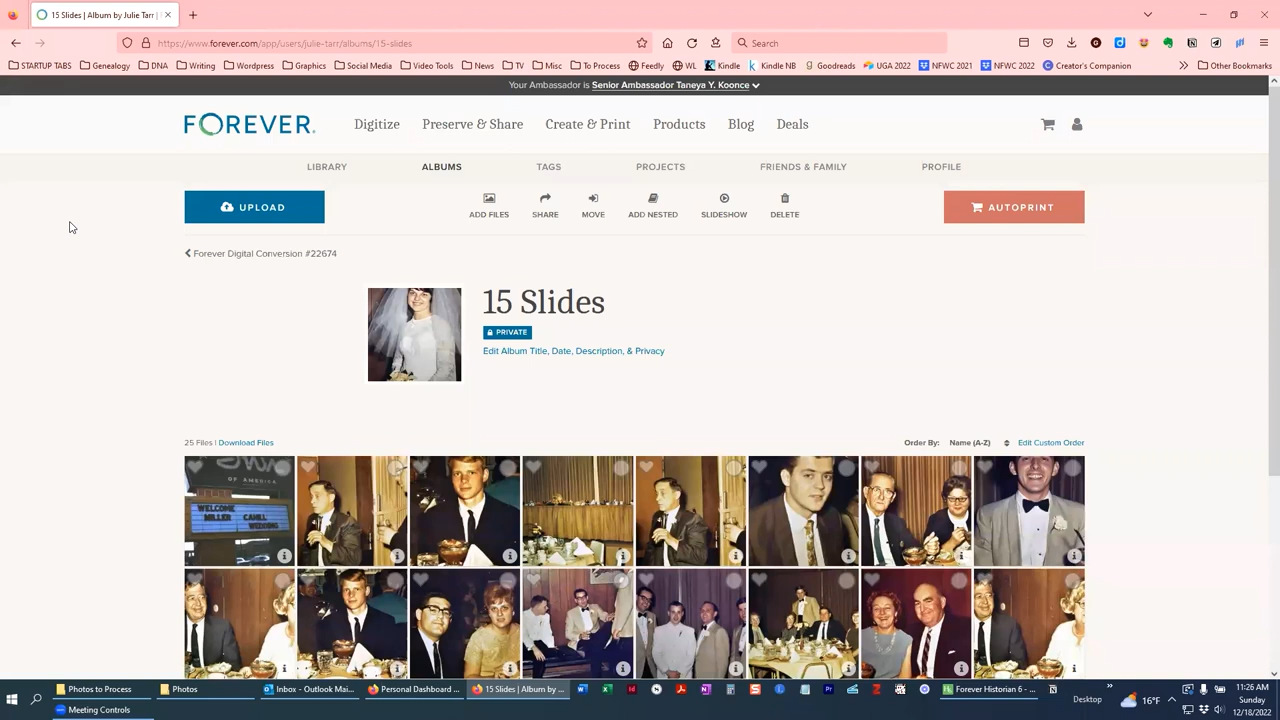 15 Slides | Album by Julie Tarr |
https://www.forever.com/app/users/julie-tarr/albums/15-slides
Search
STARTUP TABS Genealogy DNA Writing Wordpress Graphics Social Media Video Tools News TV Misc To Process Feedly WL Kindle Kindle NB Goodreads UGA 2022 NFWC 2021 NFWC 2022 Creator's Companion Other Bookmarks
Your Ambassador is Senior Ambassador Taneya Y. Koonce
FOREVER. Digitize Preserve & Share Create & Print Products Blog Deals
LIBRARY ALBUMS TAGS PROJECTS FRIENDS & FAMILY PROFILE
UPLOAD ADD FILES SHARE MOVE ADD NESTED SLIDESHOW DELETE AUTOPRINT
Forever Digital Conversion #22674
15 Slides
PRIVATE
Edit Album Title, Date, Description, & Privacy
25 Files | Download Files Order By: Name (A-Z) Edit Custom Order
OF AMERICA
WELCOME
MILLER CAHILL
WEDDING
Photos to Process Photos Inbox - Outlook Mai... Personal Dashboard ... 15 Slides | Album by ... Forever Historian 6 - ... Desktop 16°F 11:26 AM
Sunday
Meeting Controls 12/18/2022